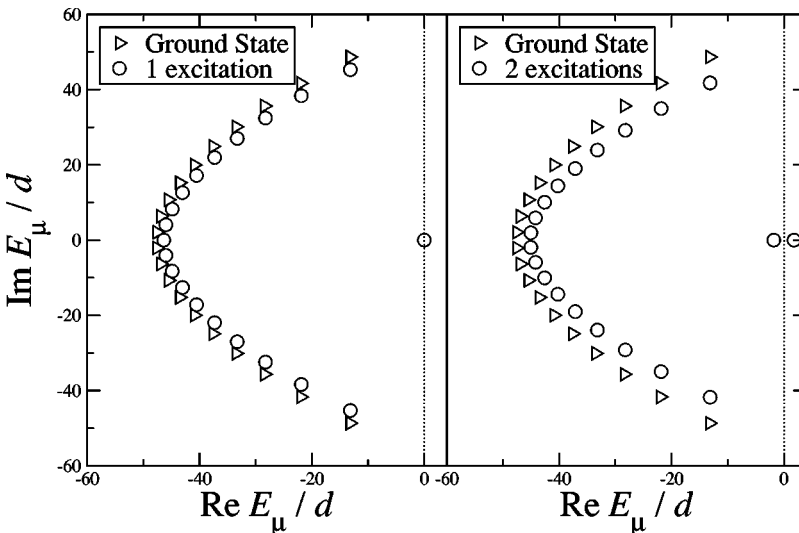 60
40
20
0
-20
-40
-60
Im E_μ / d
▷ Ground State
○ 1 excitation
▷ Ground State
○ 2 excitations
-60 -40 -20 0 -60 -40 -20 0
Re E_μ / d Re E_μ / d